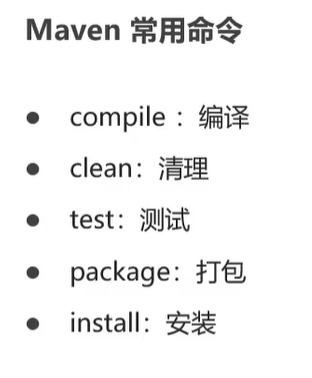 Maven 常用命令
● compile ：编译
● clean：清理
● test：测试
● package：打包
● install：安装